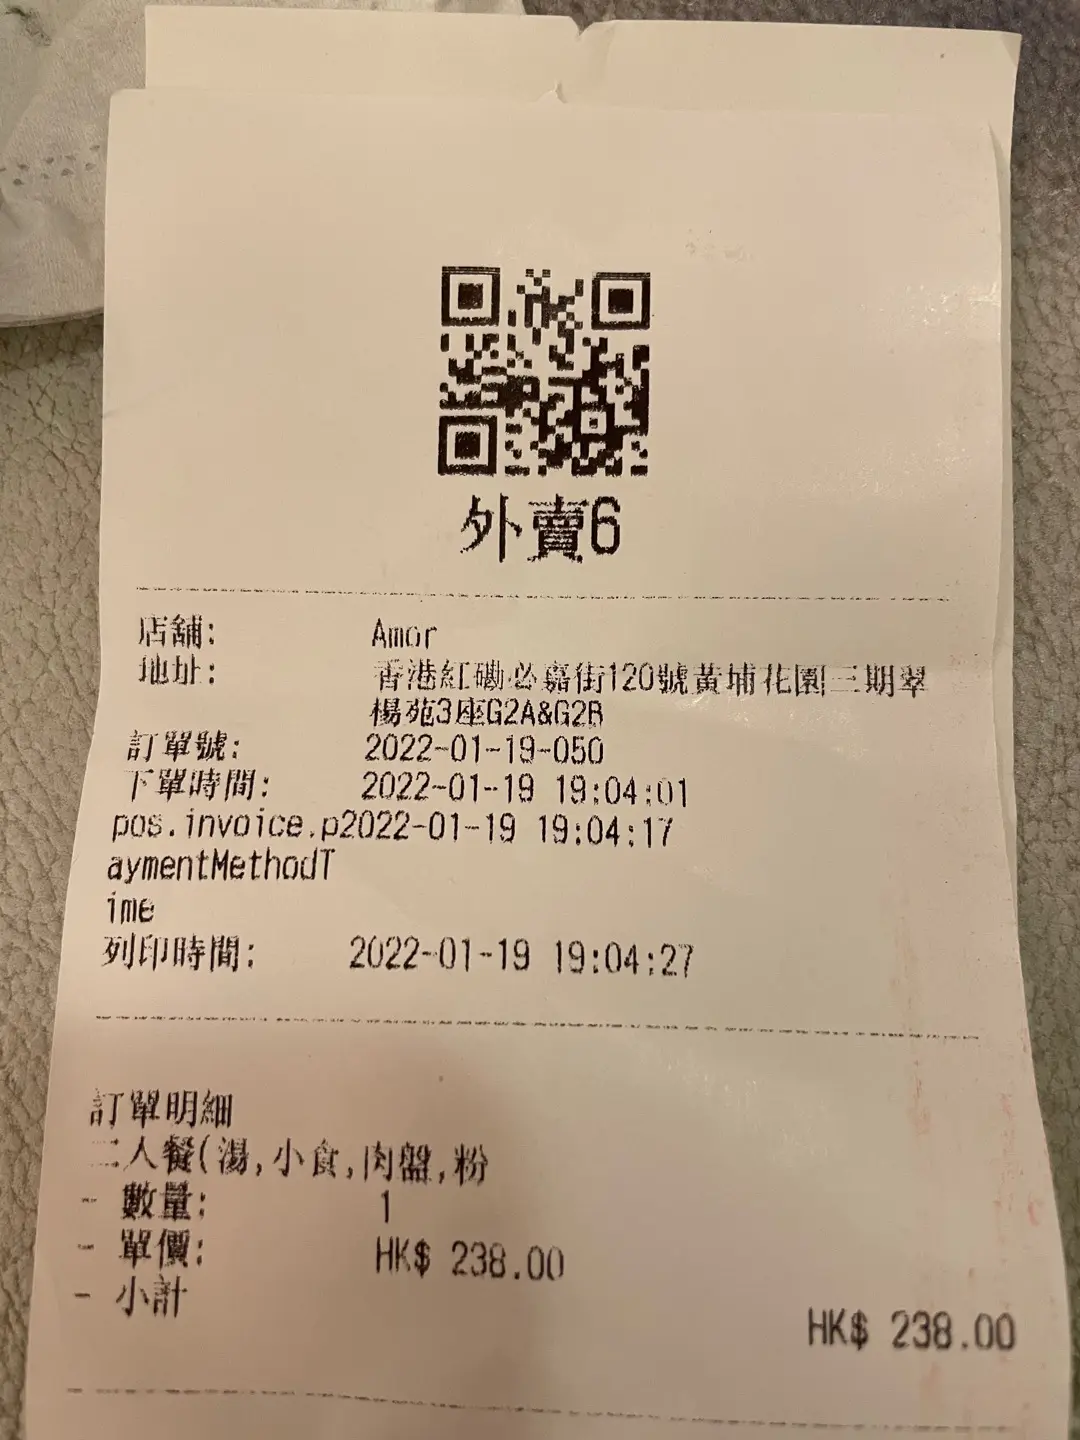 外賣6
店舖: Amor
地址: 香港紅磡必嘉街120號黃埔花園三期翠
楊苑3座G2A&G2B
訂單號: 2022-01-19-050
下單時間: 2022-01-19 19:04:01
pos.invoice.p2022-01-19 19:04:17
aymentMethodT
ime
列印時間: 2022-01-19 19:04:27
訂單明細
二人餐(湯,小食,肉盤,粉
- 數量: 1
- 單價: HK$ 238.00
- 小計
HK$ 238.00